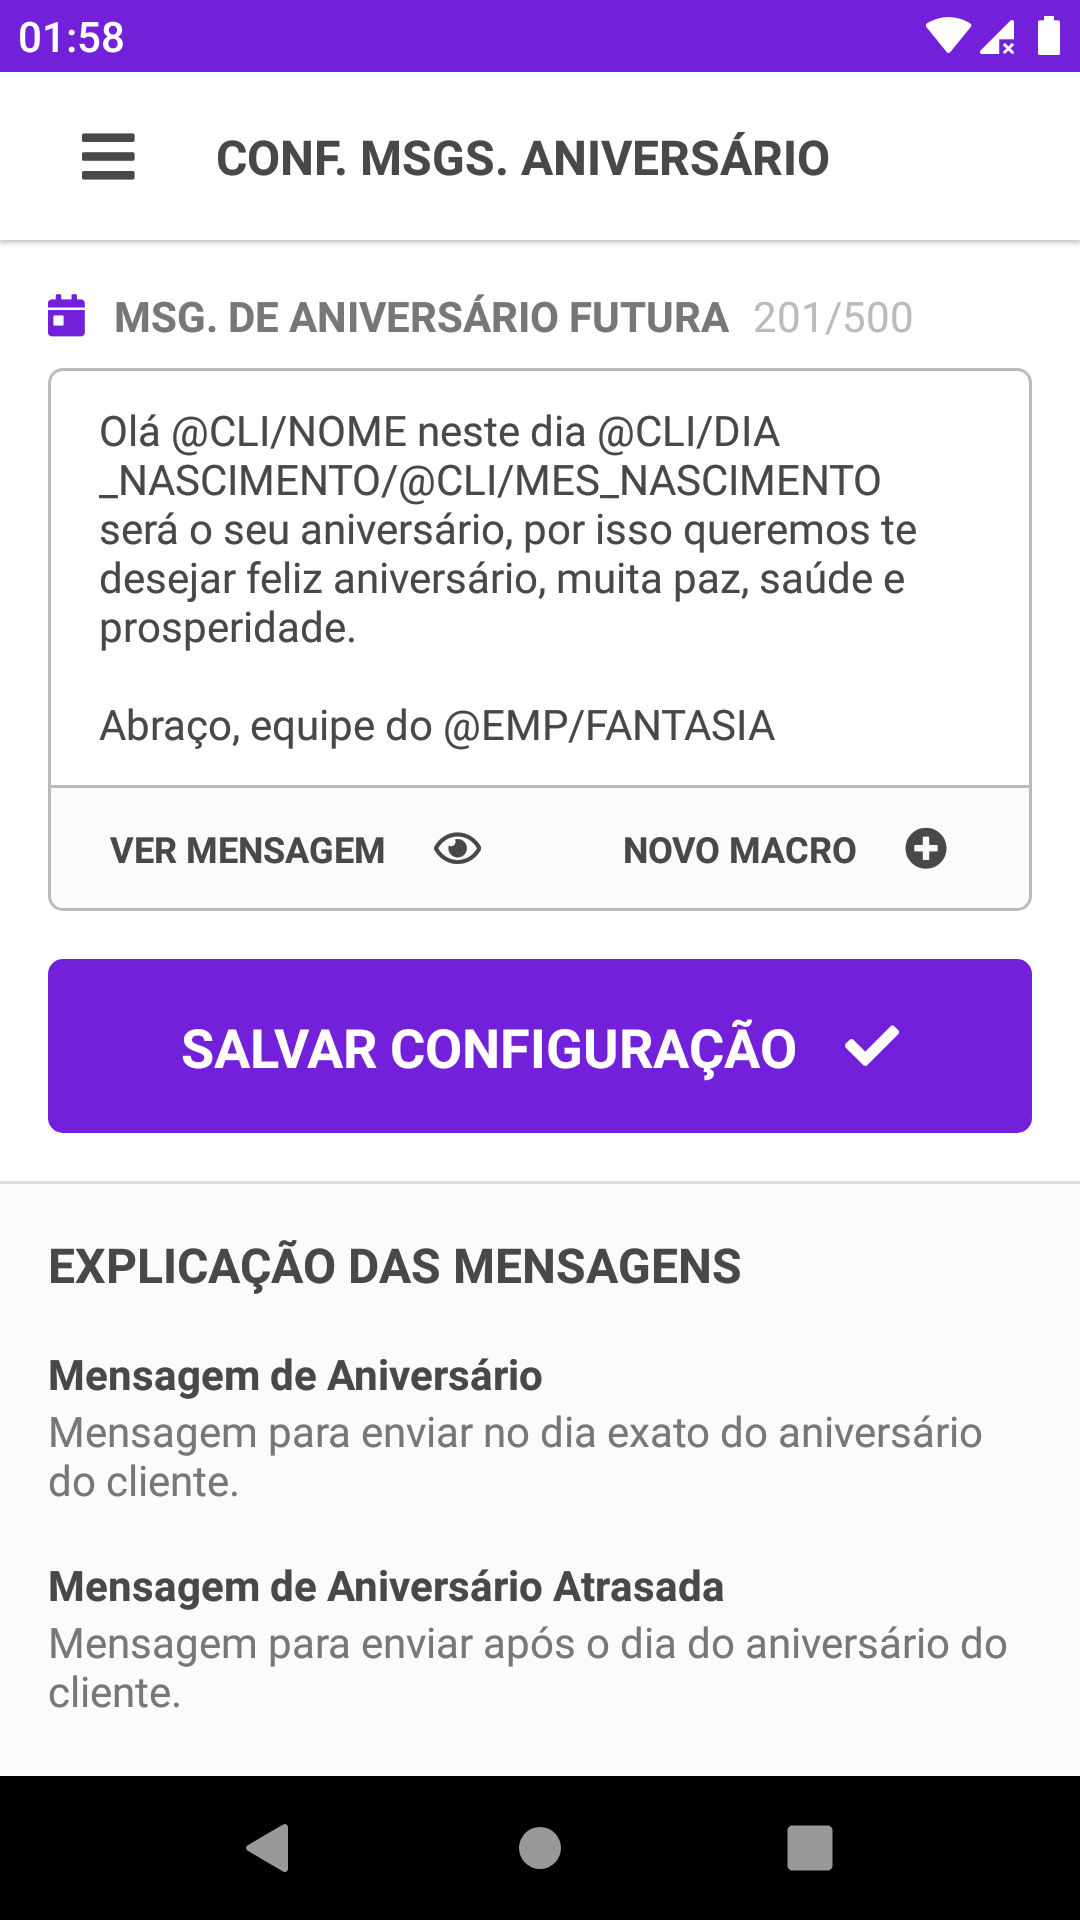 01:58
CONF. MSGS. ANIVERSÁRIO
MSG. DE ANIVERSÁRIO FUTURA 201/500
Olá @CLI/NOME neste dia @CLI/DIA
_NASCIMENTO/@CLI/MES_NASCIMENTO
será o seu aniversário, por isso queremos te
desejar feliz aniversário, muita paz, saúde e
prosperidade.
Abraço, equipe do @EMP/FANTASIA
VER MENSAGEM NOVO MACRO
SALVAR CONFIGURAÇÃO
EXPLICAÇÃO DAS MENSAGENS
Mensagem de Aniversário
Mensagem para enviar no dia exato do aniversário
do cliente.
Mensagem de Aniversário Atrasada
Mensagem para enviar após o dia do aniversário do
cliente.